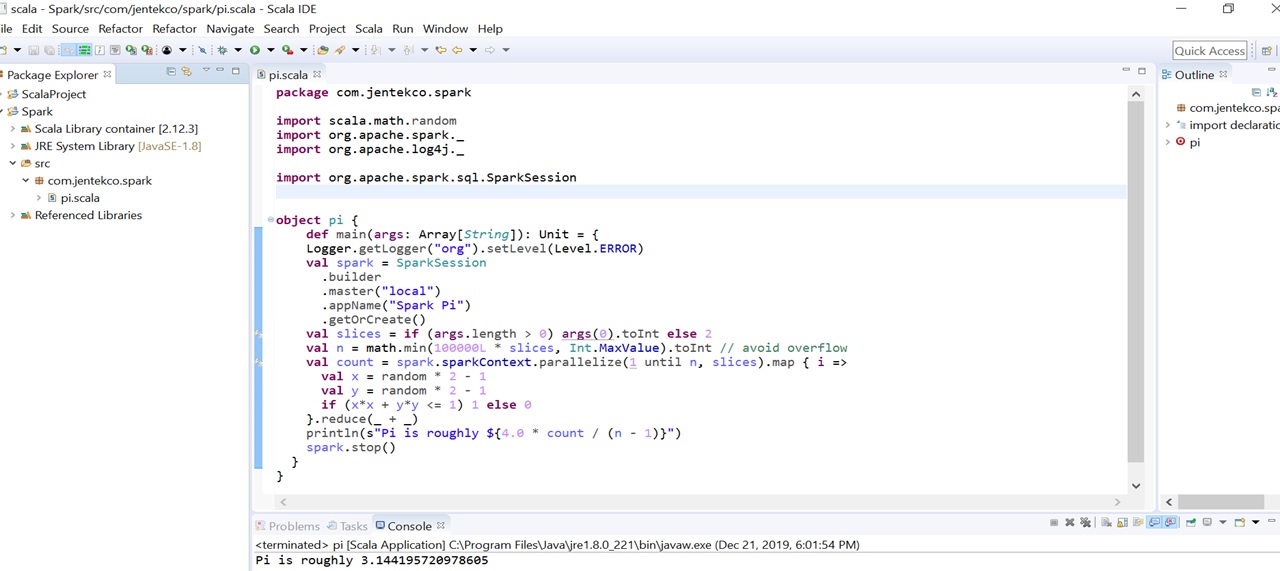 scala - Spark/src/com/jentekco/spark/pi.scala - Scala IDE
ile Edit Source Refactor Refactor Navigate Search Project Scala Run Window Help
Quick Access
Package Explorer
ScalaProject
Spark
Scala Library container [2.12.3]
JRE System Library [JavaSE-1.8]
src
com.jentekco.spark
pi.scala
Referenced Libraries
pi.scala
package com.jentekco.spark
import scala.math.random
import org.apache.spark._
import org.apache.log4j._
import org.apache.spark.sql.SparkSession
object pi {
def main(args: Array[String]): Unit = {
Logger.getLogger("org").setLevel(Level.ERROR)
val spark = SparkSession
.builder
.master("local")
.appName("Spark Pi")
.getOrCreate()
val slices = if (args.length > 0) args(0).toInt else 2
val n = math.min(100000L * slices, Int.MaxValue).toInt // avoid overflow
val count = spark.sparkContext.parallelize(1 until n, slices).map { i =>
val x = random * 2 - 1
val y = random * 2 - 1
if (x*x + y*y <= 1) 1 else 0
}.reduce(_ + _)
println(s"Pi is roughly ${4.0 * count / (n - 1)}")
spark.stop()
}
}
Outline
com.jentekco.spa
import declaratio
pi
Problems Tasks Console
<terminated> pi [Scala Application] C:\Program Files\Java\jre1.8.0_221\bin\javaw.exe (Dec 21, 2019, 6:01:54 PM)
Pi is roughly 3.144195720978605